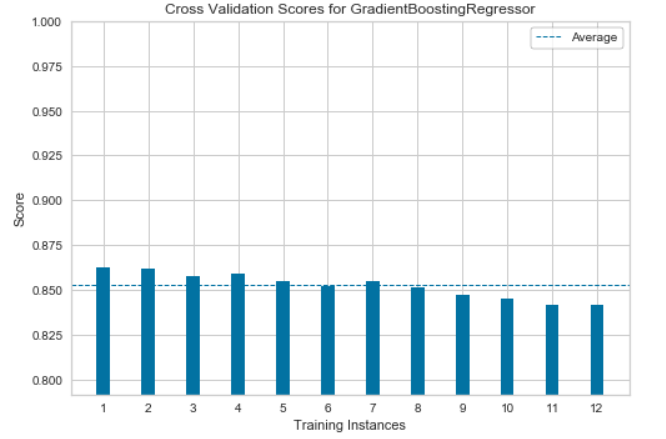 Cross Validation Scores for GradientBoostingRegressor
1.000
Average
0.975
0.950
0.925
0.900
Score
0.875
0.850
0.825
0.800
1 2 3 4 5 6 7 8 9 10 11 12
Training Instances